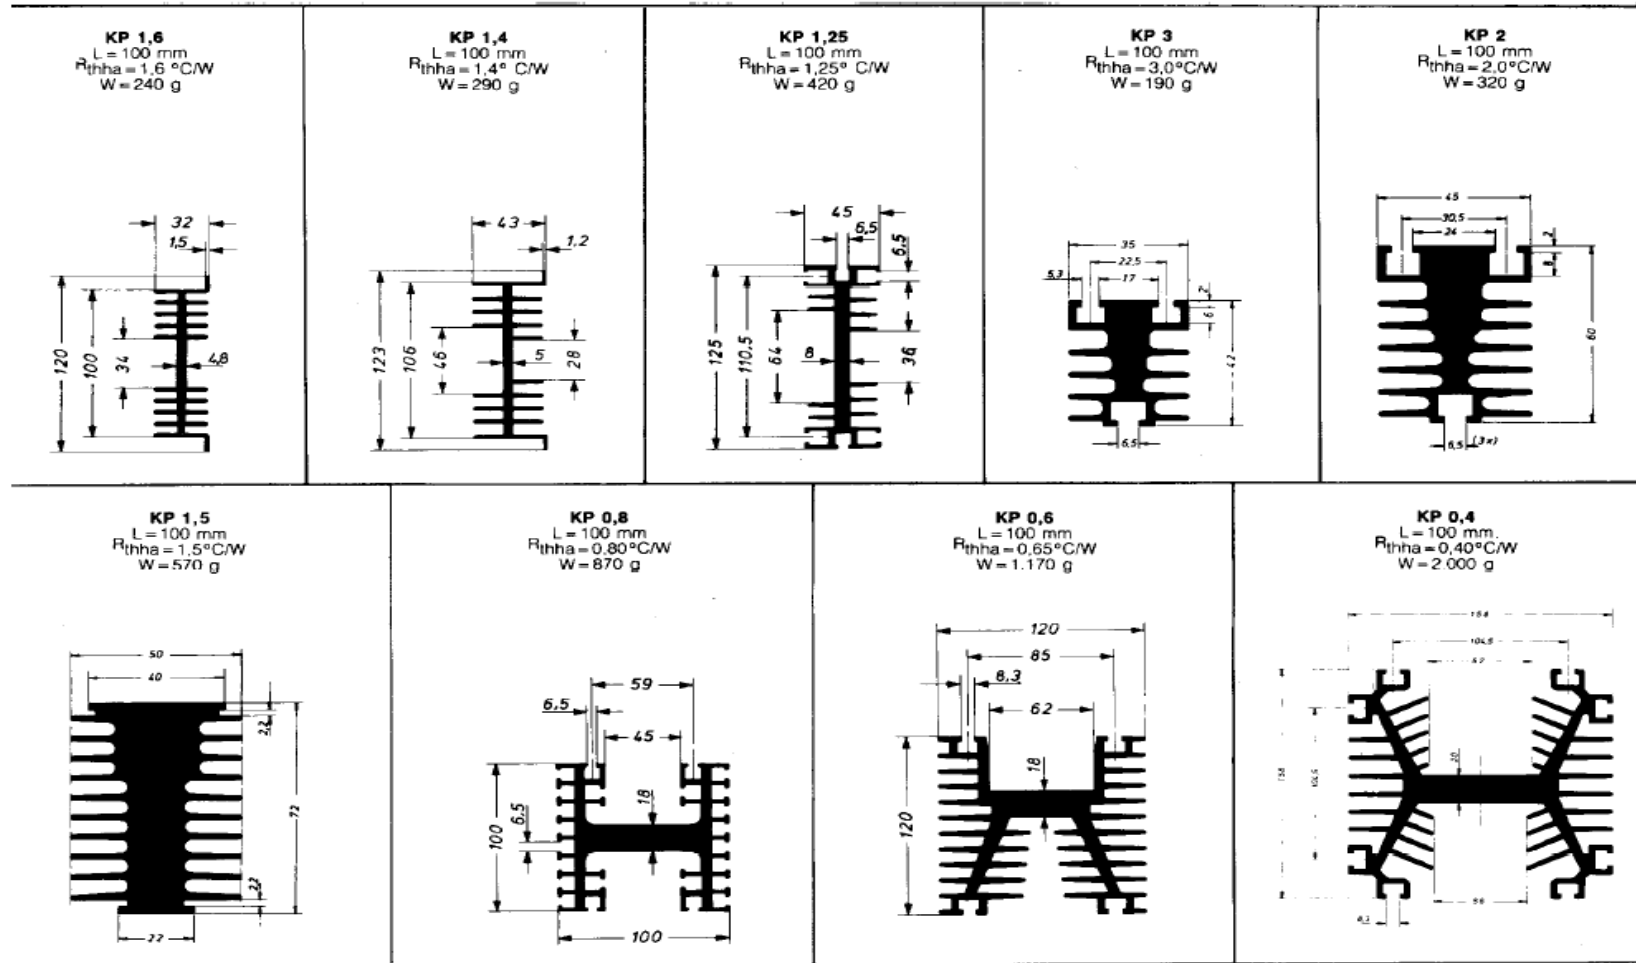 KP 1,6
L = 100 mm
Rthha = 1,6 °C/W
W = 240 g
32
1,5
120
100
34
4,8
KP 1,4
L = 100 mm
Rthha = 1,4° C/W
W = 290 g
43
1,2
123
106
46
5
28
KP 1,25
L = 100 mm
Rthha = 1,25° C/W
W = 420 g
45
6,5
6,5
125
110,5
64
8
36
KP 3
L = 100 mm
Rthha = 3,0°C/W
W = 190 g
35
22,5
5,3
17
2
6
42
6,5
KP 2
L = 100 mm
Rthha = 2,0°C/W
W = 320 g
45
30,5
24
2
8
60
6,5 (3x)
KP 1,5
L = 100 mm
Rthha = 1,5°C/W
W = 570 g
50
40
2,2
72
2,2
22
KP 0,8
L = 100 mm
Rthha = 0,80°C/W
W = 870 g
59
6,5
45
18
6,5
100
100
KP 0,6
L = 100 mm
Rthha = 0,65°C/W
W = 1.170 g
120
85
8,3
62
18
120
KP 0,4
L = 100 mm.
Rthha = 0,40°C/W
W = 2.000 g
104,5
20